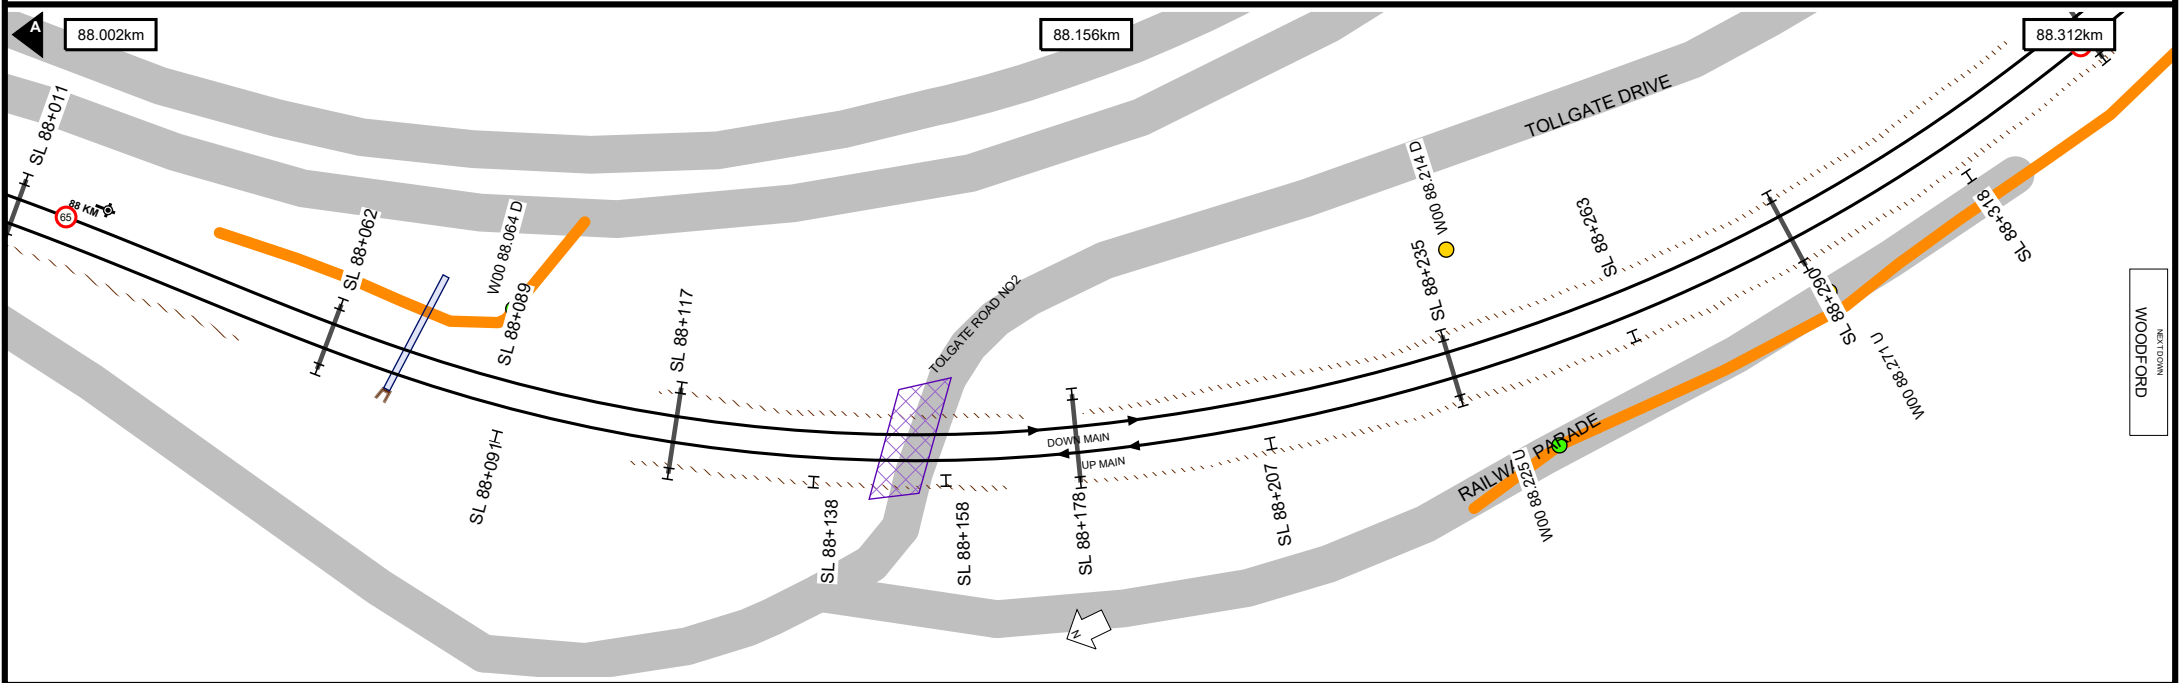 A
88.002km
88.156km
88.312km
SL 88+011
65
88 KM
SL 88+062
W00 88.064 D
SL 88+089
SL 88+091
SL 88+117
SL 88+138
TOLGATE ROAD NO2
SL 88+158
DOWN MAIN
UP MAIN
SL 88+178
SL 88+207
W00 88.214 D
SL 88+235
TOLLGATE DRIVE
SL 88+263
RAILWAY PARADE
W00 88.225 U
SL 88+290
W00 88.271 U
SL 88+318
NEXT DOWN
WOODFORD
N